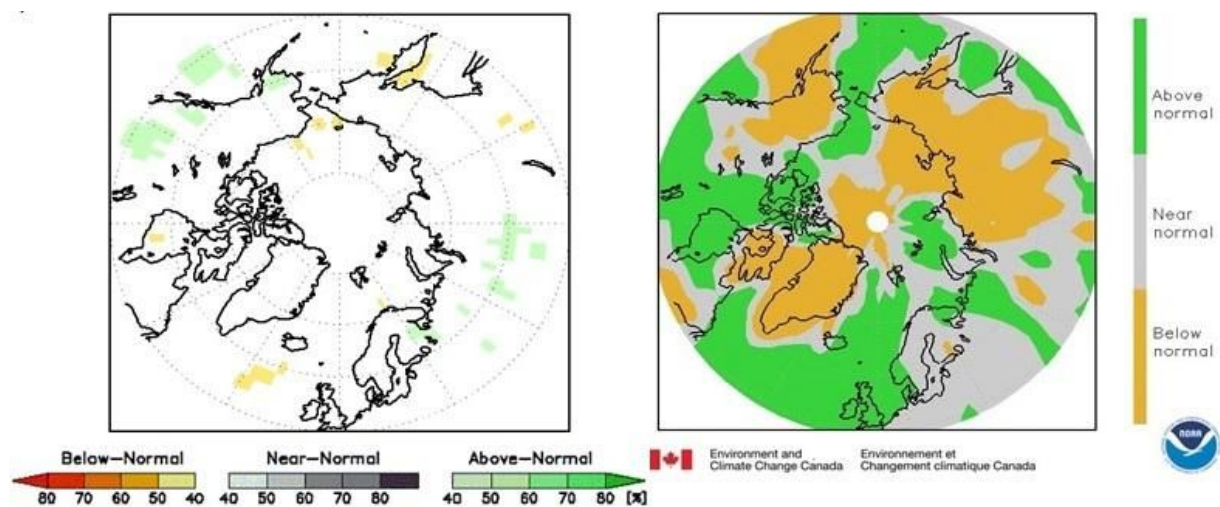 Above
normal
Near
normal
Below
normal
Below-Normal Near-Normal Above-Normal
80 70 60 50 40 40 50 60 70 80 40 50 60 70 80 [%]
Environment and
Climate Change Canada
Environnement et
Changement climatique Canada
NOAA